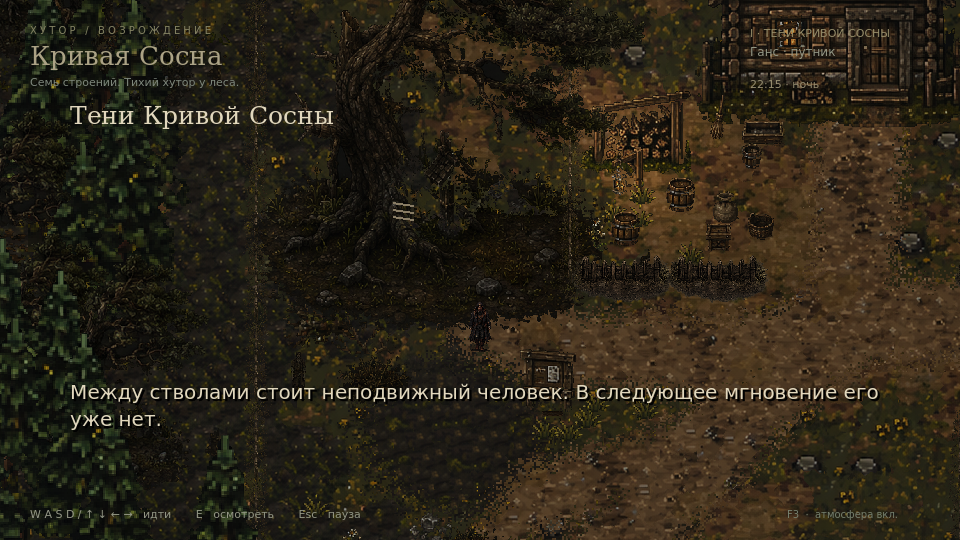 ХУТОР / ВОЗРОЖДЕНИЕ
Кривая Сосна
Семь строений. Тихий хутор у леса.
Тени Кривой Сосны
I · ТЕНИ КРИВОЙ СОСНЫ
Ганс · путник
22:15 · ночь
Между стволами стоит неподвижный человек. В следующее мгновение его
уже нет.
W A S D / ↑ ↓ ← → идти E осмотреть Esc пауза
F3 · атмосфера вкл.